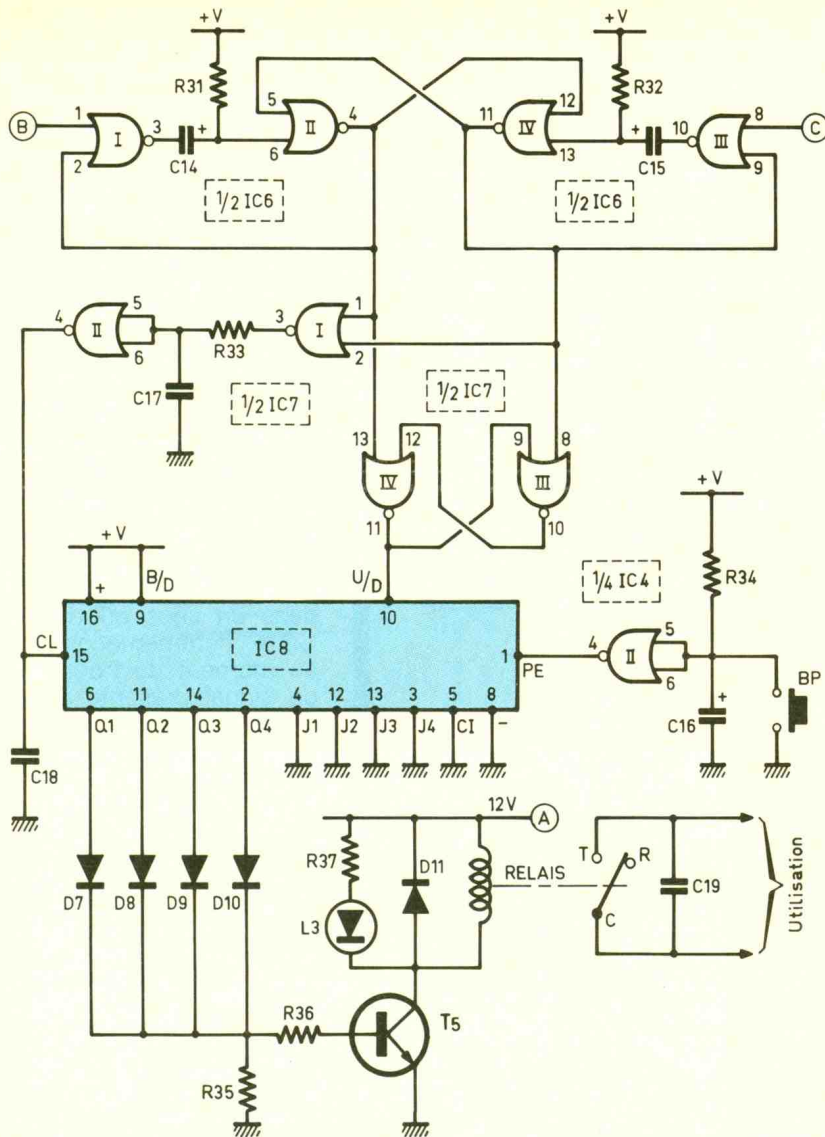 +V
+V
R31
R32
5
4
11
12
B
1
I
3
+
II
IV
+
10
III
8
C
2
C14
6
13
C15
9
1/2 IC6
1/2 IC6
4
II
5
3
I
1
6
R33
2
C17
1/2 IC7
1/2 IC7
13
12
9
8
IV
III
+V
11
10
+V
B/D
U/D
1/4 IC4
R34
+
16
9
10
5
CL
15
IC8
1
4
II
PE
6
BP
6
11
14
2
4
12
13
3
5
8
+
Q1
Q2
Q3
Q4
J1
J2
J3
J4
CI
-
C16
C18
12V
A
R37
D11
RELAIS
T
R
C19
Utilisation
D7
D8
D9
D10
L3
C
R36
T5
R35